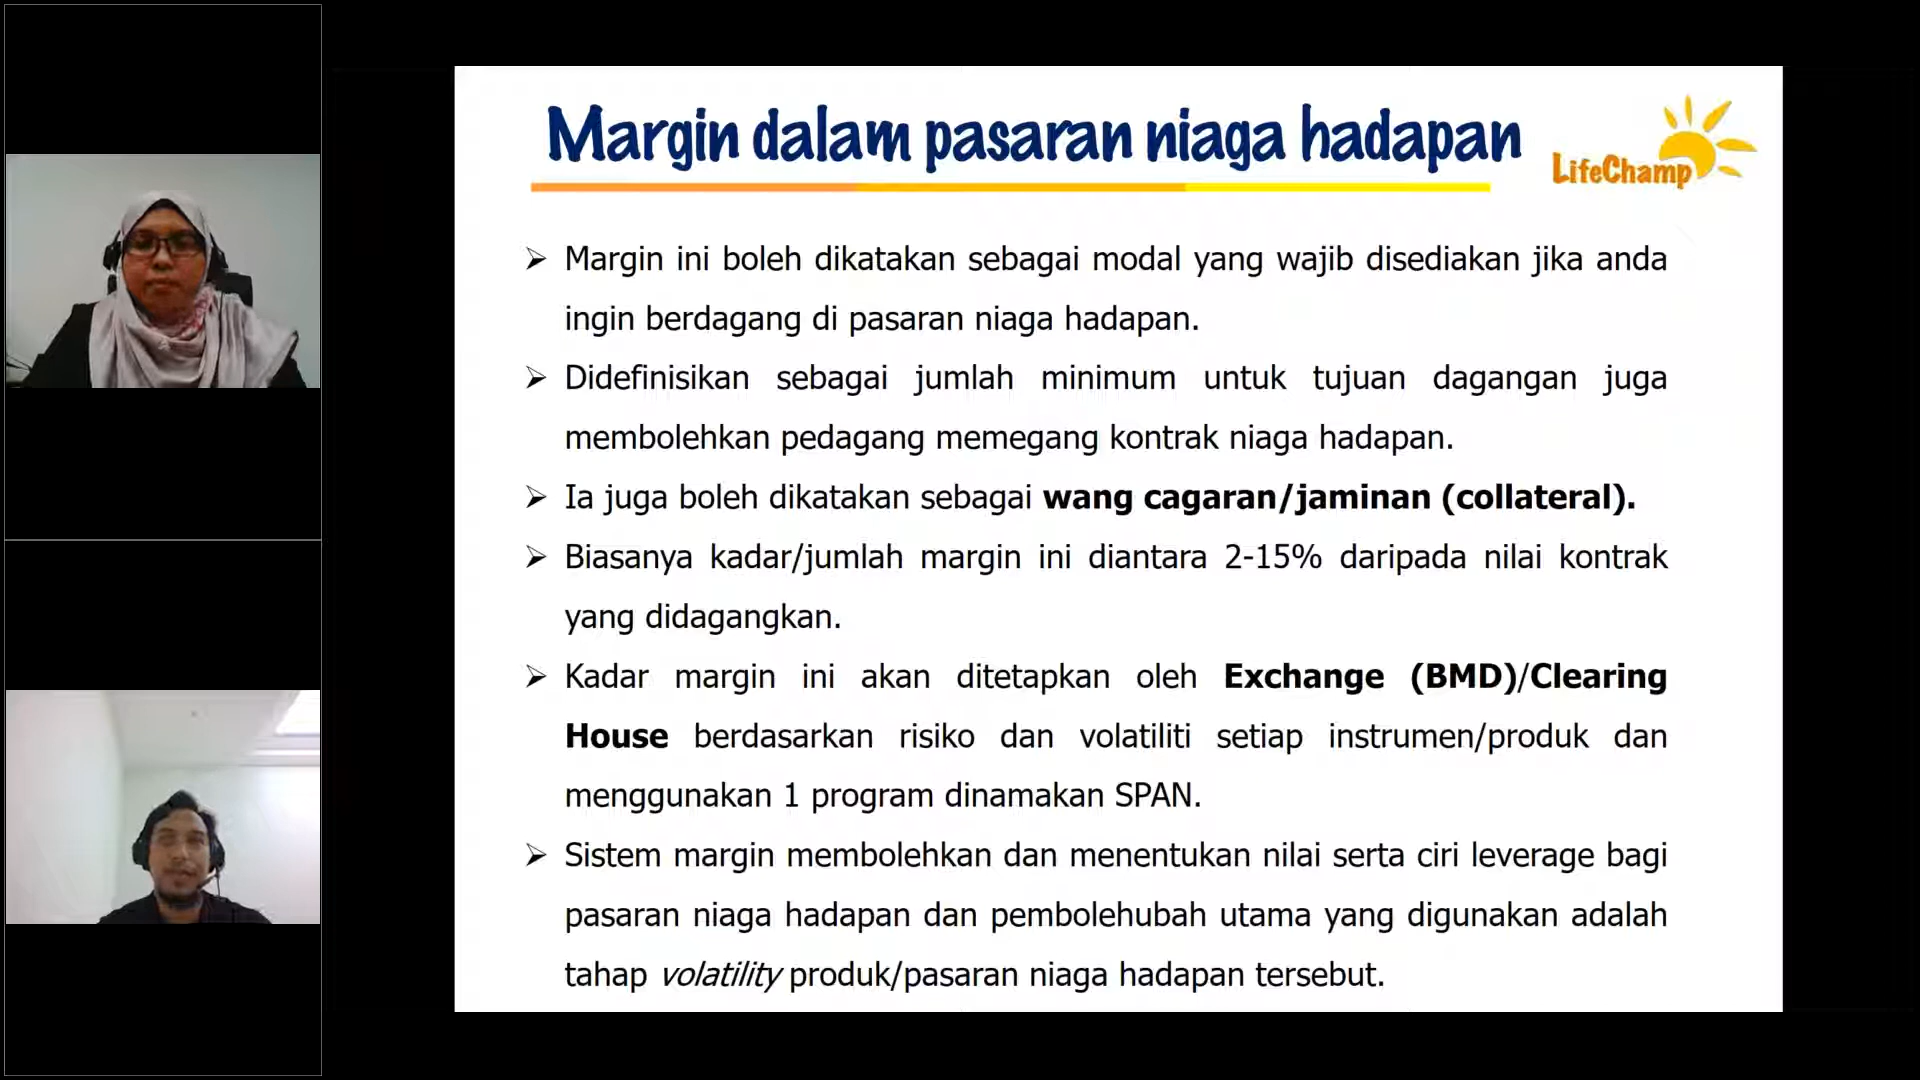 Margin dalam pasaran niaga hadapan
LifeChamp
Margin ini boleh dikatakan sebagai modal yang wajib disediakan jika anda
ingin berdagang di pasaran niaga hadapan.
Didefinisikan sebagai jumlah minimum untuk tujuan dagangan juga
membolehkan pedagang memegang kontrak niaga hadapan.
Ia juga boleh dikatakan sebagai wang cagaran/jaminan (collateral).
Biasanya kadar/jumlah margin ini diantara 2-15% daripada nilai kontrak
yang didagangkan.
Kadar margin ini akan ditetapkan oleh Exchange (BMD)/Clearing
House berdasarkan risiko dan volatiliti setiap instrumen/produk dan
menggunakan 1 program dinamakan SPAN.
Sistem margin membolehkan dan menentukan nilai serta ciri leverage bagi
pasaran niaga hadapan dan pembolehubah utama yang digunakan adalah
tahap volatility produk/pasaran niaga hadapan tersebut.